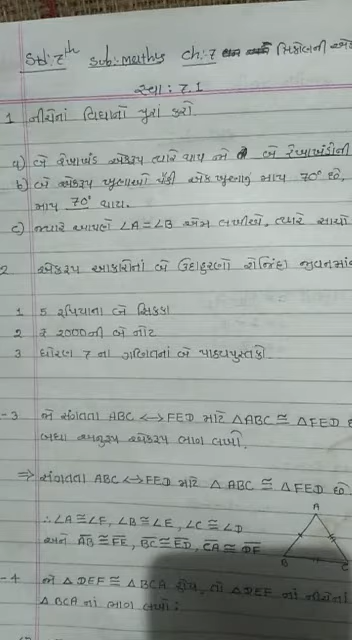 Std: 7th Sub: Maths Ch: 7 ત્રિકોણની એક
સ્વા : 7.1
1 નીચેનાં વિધાનો પુરાં કરો.
a) બે રેખાખંડ એકરૂપ ત્યારે થાય જો બે રેખાખંડોની
b) બે એકરૂપ ખૂણાઓ પૈકી એક ખૂણાનું માપ 70° છે,
માપ 70° થાય.
c) જ્યારે આપણે ∠A = ∠B એમ લખીએ, ત્યારે
2 એકરૂપ આકારોનાં બે ઉદાહરણો રોજિંદા જીવનમાં
1 5 રૂપિયાના બે સિક્કા
2 ₹ 2000ની બે નોટ
3 ધોરણ 7 ના ગણિતનાં બે પાઠ્યપુસ્તકો.
-3 જો સંગતતા ABC ↔ FED માટે △ABC ≅ △FED
બધા અનુરૂપ એકરૂપ ભાગ લખો.
⇒ સંગતતા ABC ↔ FED માટે △ ABC ≅ △ FED છે
∴ ∠A ≅ ∠F, ∠B ≅ ∠E, ∠C ≅ ∠D
અને AB ≅ FE, BC ≅ ED, CA ≅ DF
A
B C
-4 જો △ DEF ≅ △ BCA હોય, તો △ DEF નાં નીચેનાં
△ BCA નાં ભાગ લખો :